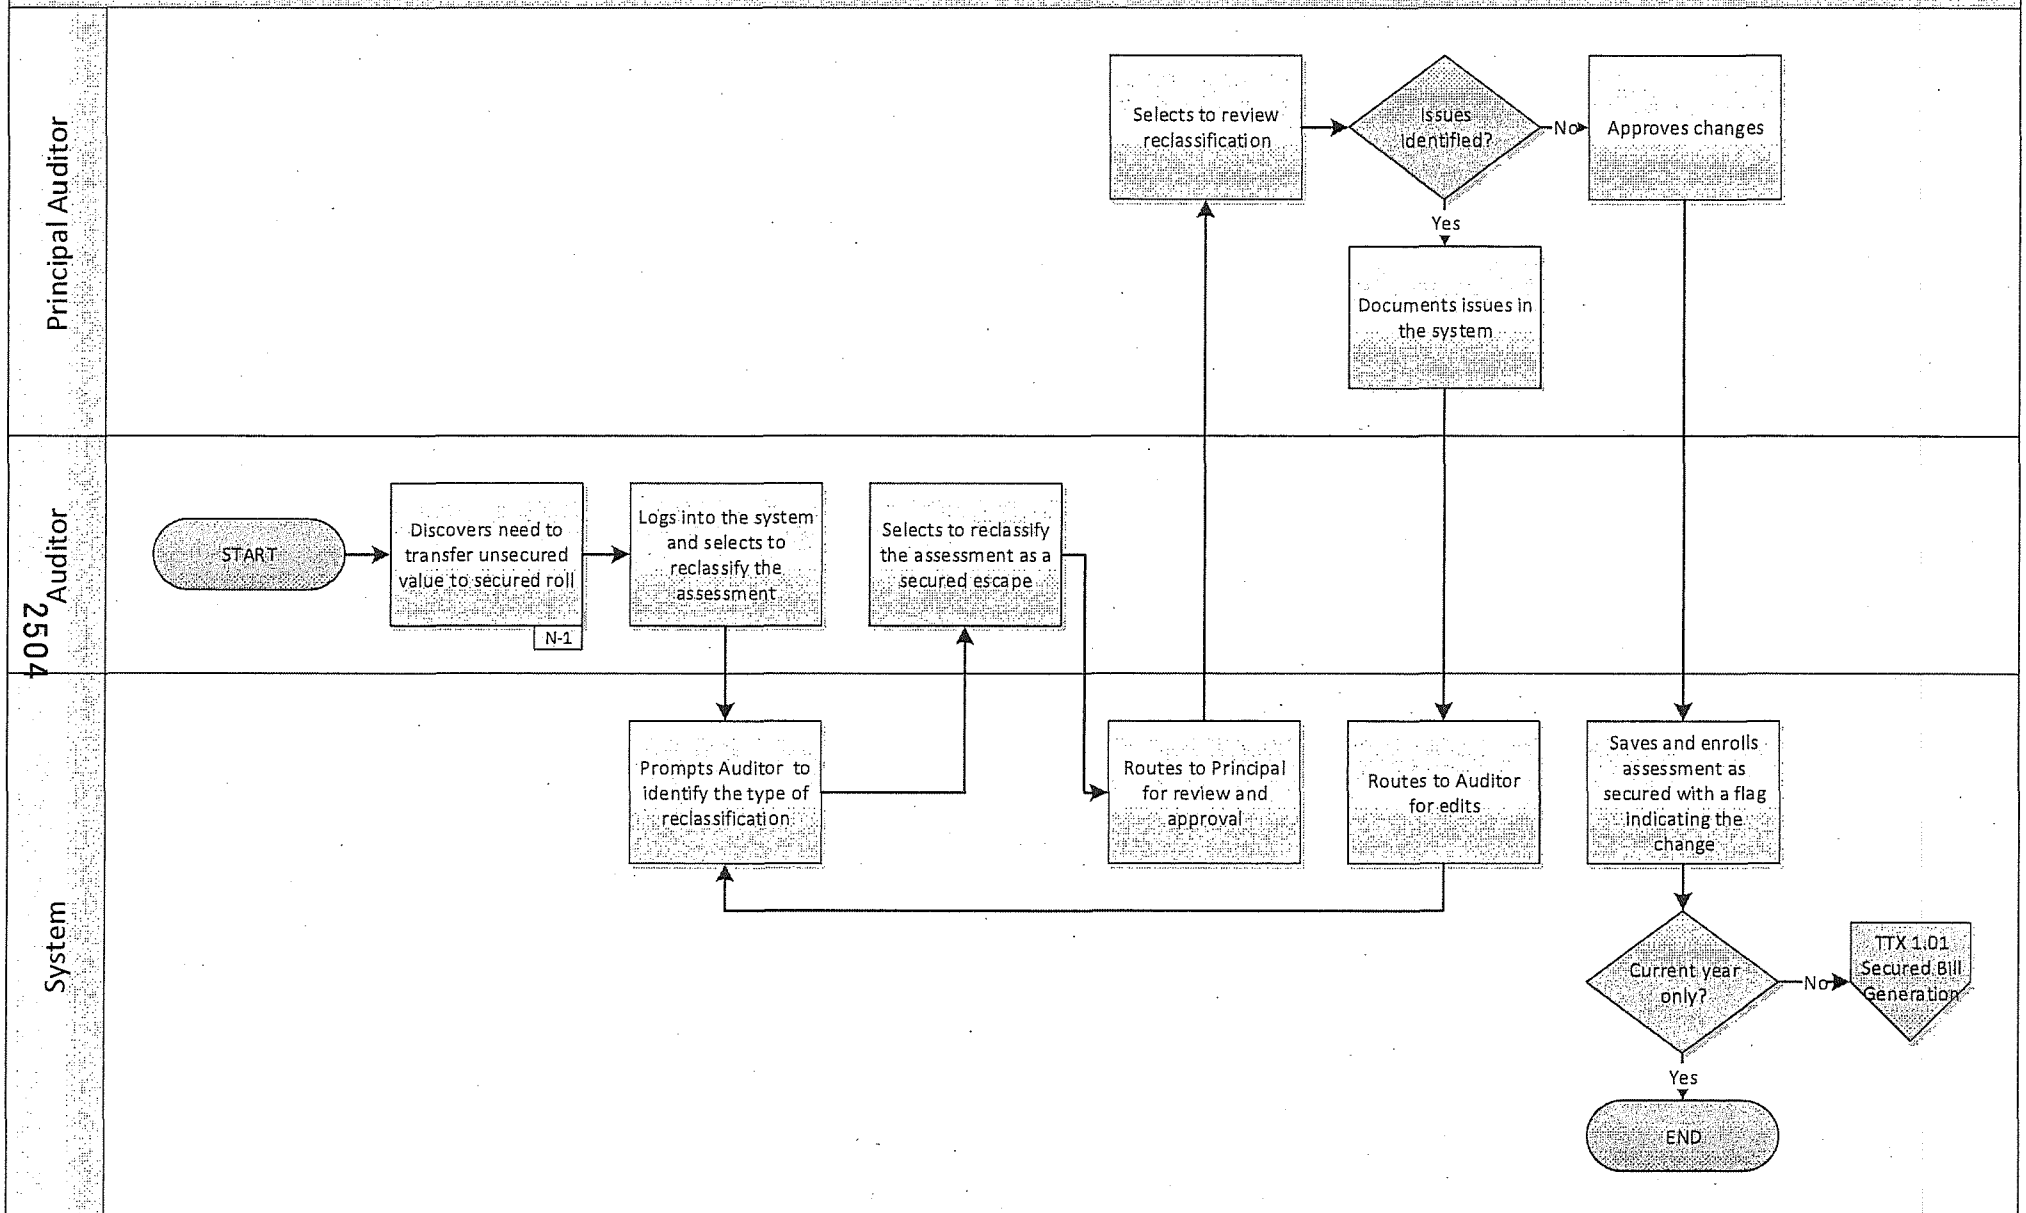 Principal Auditor
Selects to review
reclassification
Issues
identified?
No
Approves changes
Yes
Documents issues in
the system
Auditor
2504
START
Discovers need to
transfer unsecured
value to secured roll
N-1
Logs into the system
and selects to
reclassify the
assessment
Selects to reclassify
the assessment as a
secured escape
System
Prompts Auditor to
identify the type of
reclassification
Routes to Principal
for review and
approval
Routes to Auditor
for edits
Saves and enrolls
assessment as
secured with a flag
indicating the
change
Current year
only?
No
TTX 1.01
Secured Bill
Generation
Yes
END